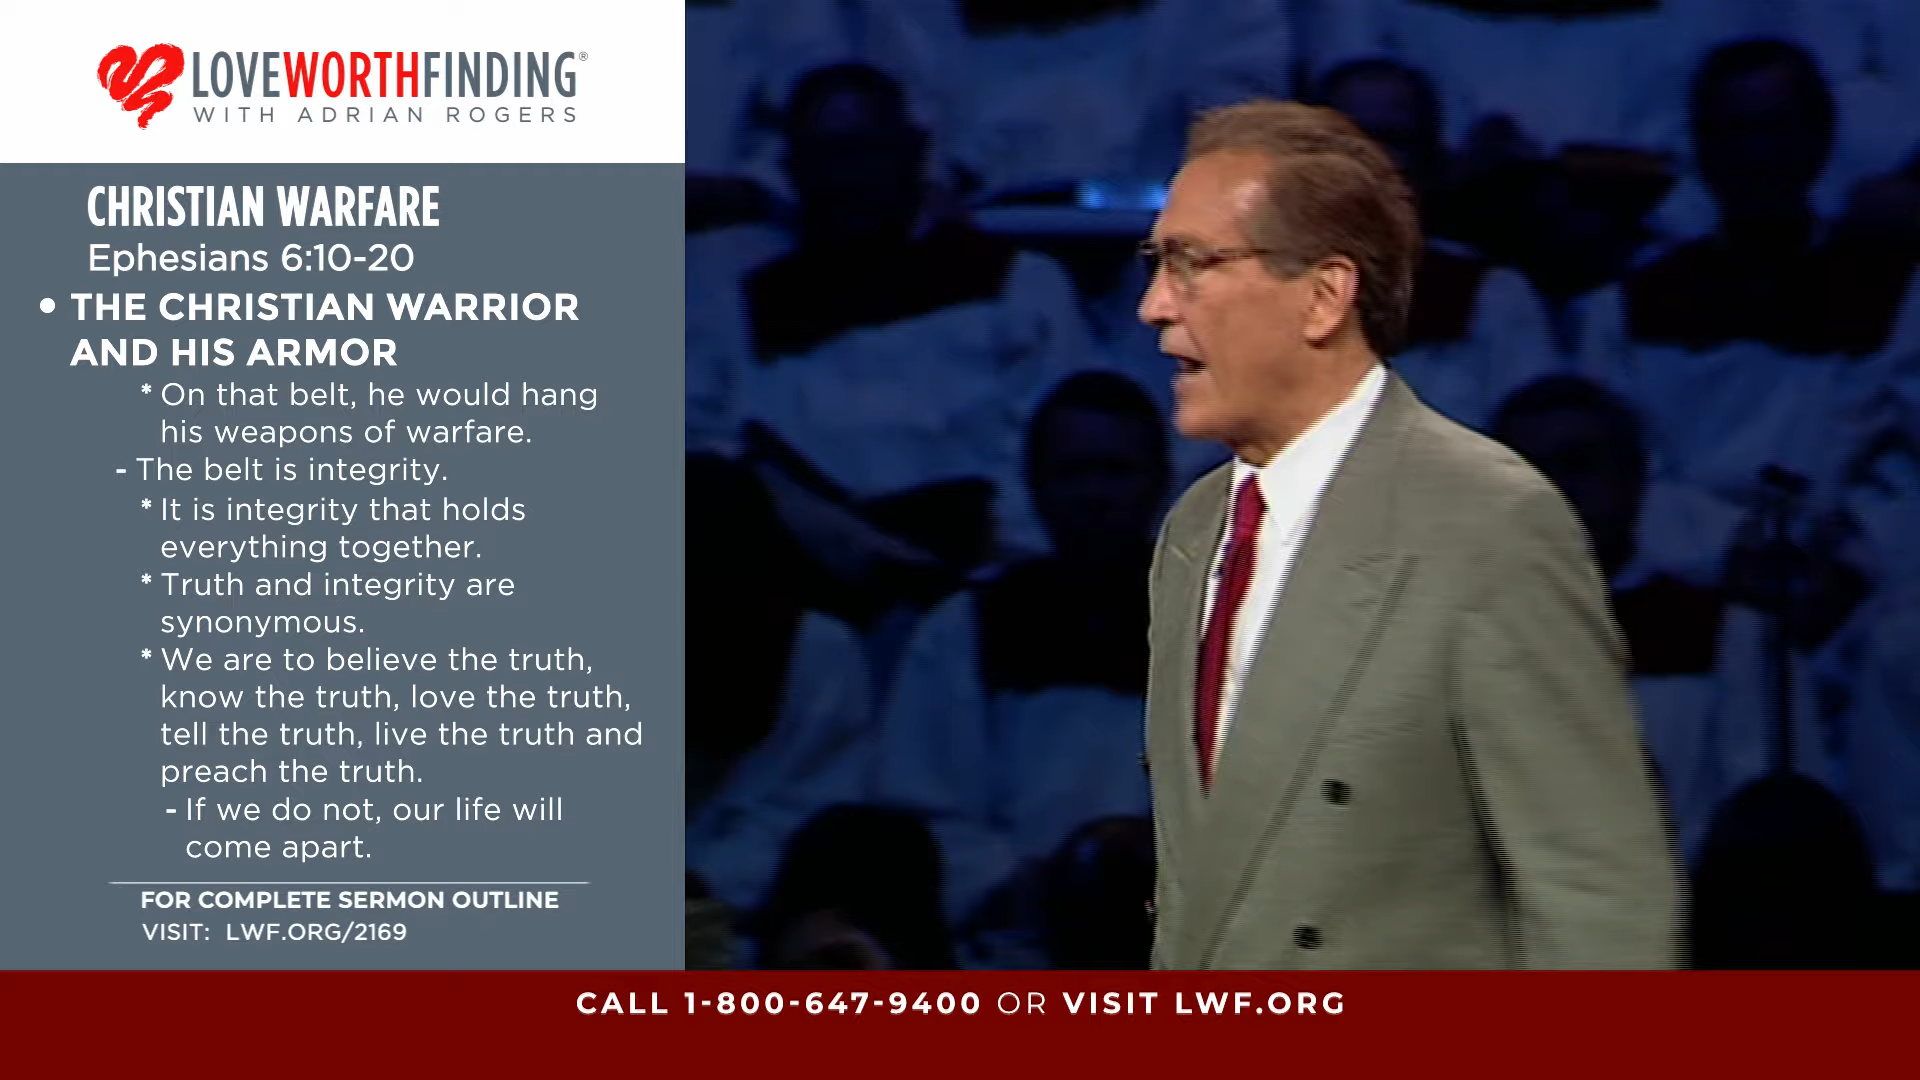 LOVEWORTHFINDING®
WITH ADRIAN ROGERS
CHRISTIAN WARFARE
Ephesians 6:10-20
• THE CHRISTIAN WARRIOR
AND HIS ARMOR
* On that belt, he would hang
his weapons of warfare.
- The belt is integrity.
* It is integrity that holds
everything together.
* Truth and integrity are
synonymous.
* We are to believe the truth,
know the truth, love the truth,
tell the truth, live the truth and
preach the truth.
- If we do not, our life will
come apart.
FOR COMPLETE SERMON OUTLINE
VISIT: LWF.ORG/2169
CALL 1-800-647-9400 OR VISIT LWF.ORG